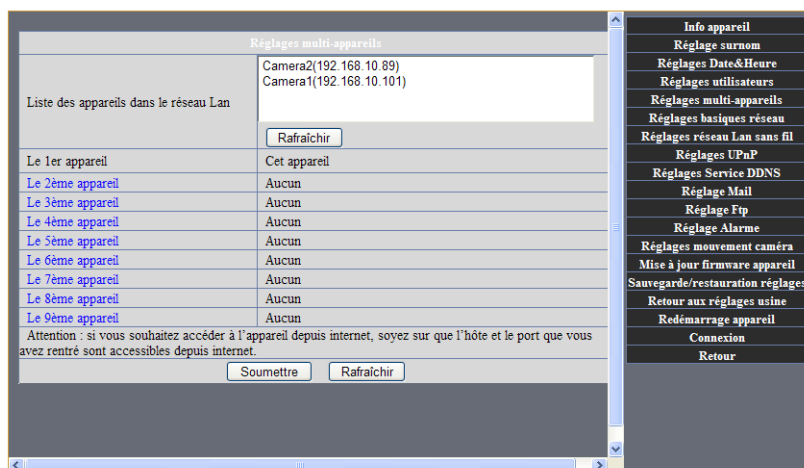 Réglages multi-appareils
Liste des appareils dans le réseau Lan
Camera2(192.168.10.89)
Camera1(192.168.10.101)
Rafraîchir
Le 1er appareil Cet appareil
Le 2ème appareil Aucun
Le 3ème appareil Aucun
Le 4ème appareil Aucun
Le 5ème appareil Aucun
Le 6ème appareil Aucun
Le 7ème appareil Aucun
Le 8ème appareil Aucun
Le 9ème appareil Aucun
Attention : si vous souhaitez accéder à l'appareil depuis internet, soyez sur que l'hôte et le port que vous
avez rentré sont accessibles depuis internet.
Soumettre Rafraîchir
Info appareil
Réglage surnom
Réglages Date&Heure
Réglages utilisateurs
Réglages multi-appareils
Réglages basiques réseau
Réglages réseau Lan sans fil
Réglages UPnP
Réglages Service DDNS
Réglage Mail
Réglage Ftp
Réglage Alarme
Réglages mouvement caméra
Mise à jour firmware appareil
Sauvegarde/restauration réglages
Retour aux réglages usine
Redémarrage appareil
Connexion
Retour